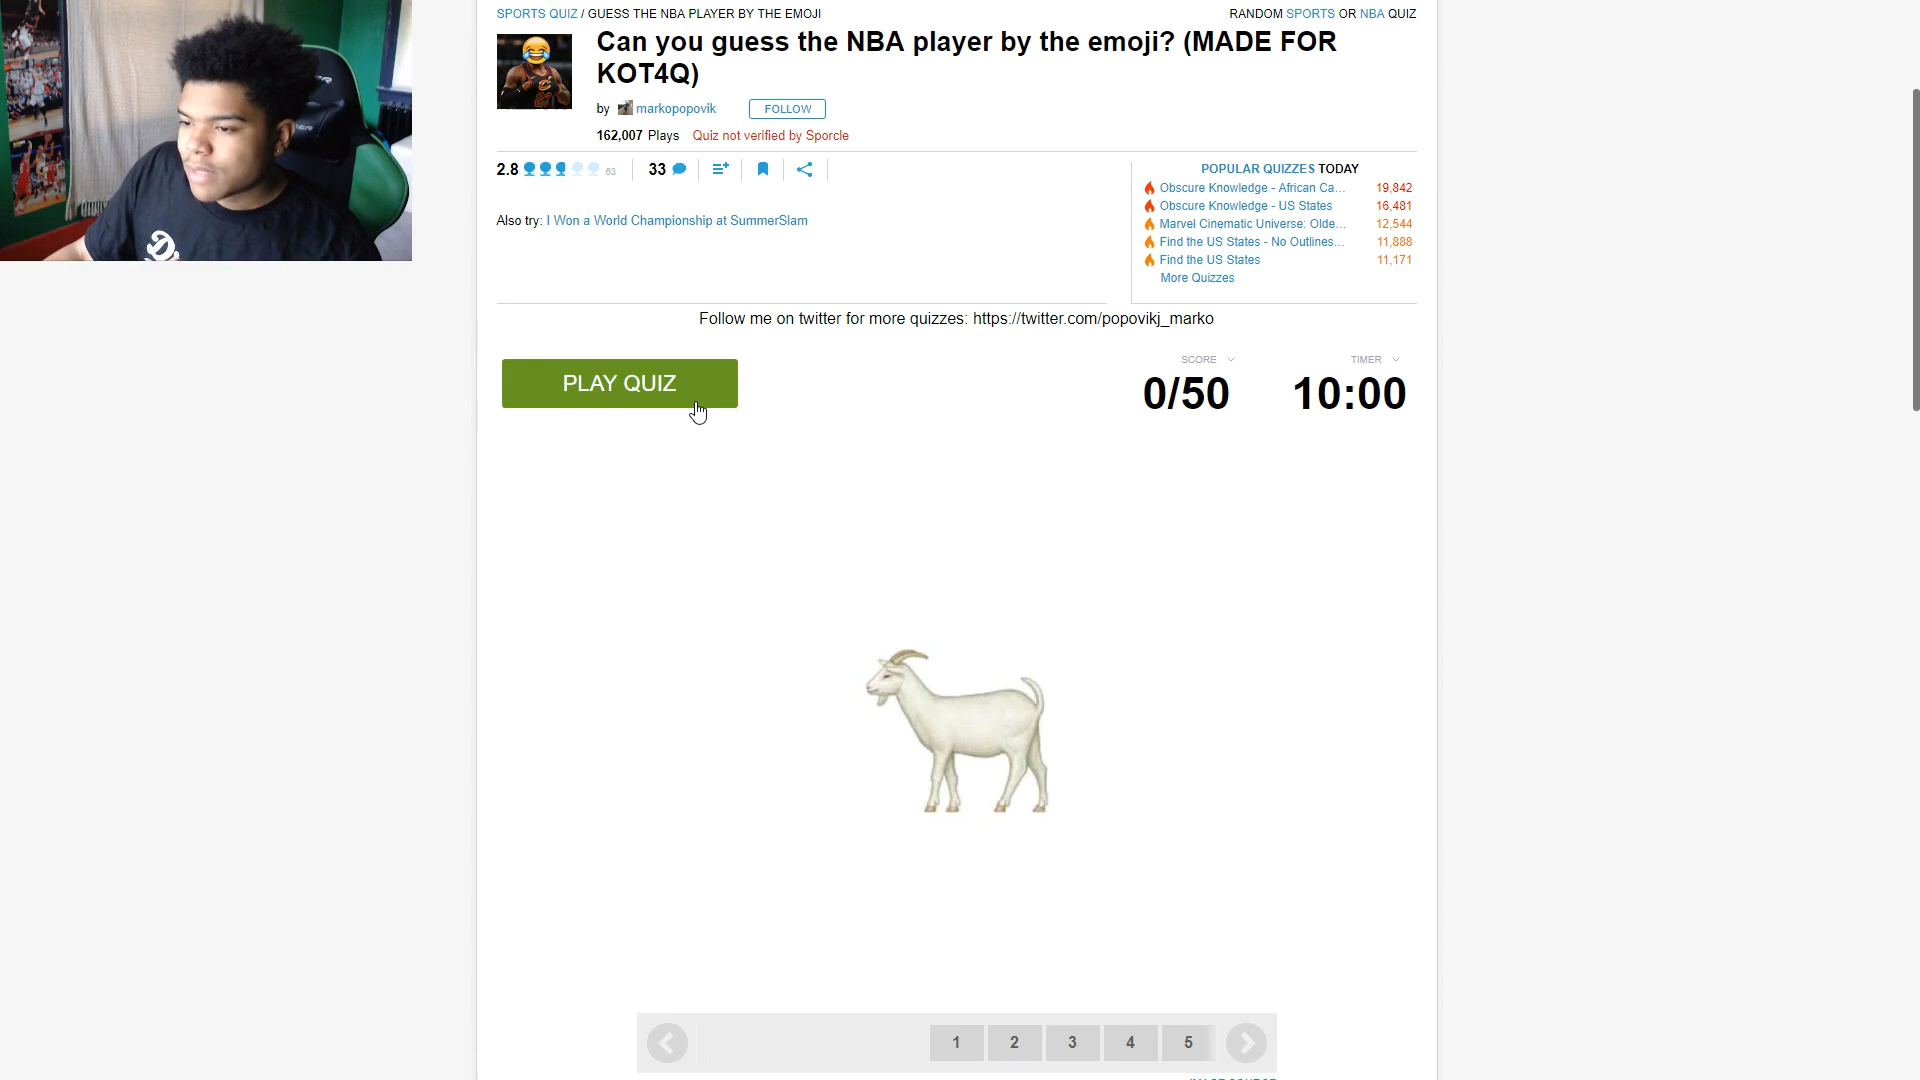 SPORTS QUIZ / GUESS THE NBA PLAYER BY THE EMOJI
RANDOM SPORTS OR NBA QUIZ
Can you guess the NBA player by the emoji? (MADE FOR
KOT4Q)
by markopopovik
FOLLOW
162,007 Plays Quiz not verified by Sporcle
2.8 63 33
Also try: I Won a World Championship at SummerSlam
POPULAR QUIZZES TODAY
Obscure Knowledge - African Ca... 19,842
Obscure Knowledge - US States 16,481
Marvel Cinematic Universe: Olde... 12,544
Find the US States - No Outlines... 11,888
Find the US States 11,171
More Quizzes
Follow me on twitter for more quizzes: https://twitter.com/popovikj_marko
PLAY QUIZ
SCORE
0/50
TIMER
10:00
1 2 3 4 5